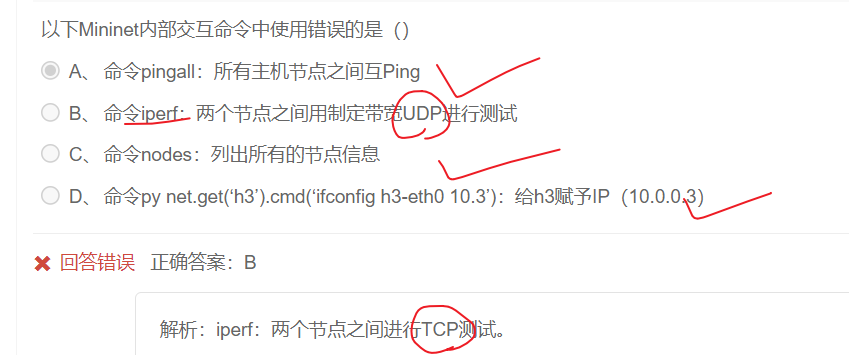 以下Mininet内部交互命令中使用错误的是（）
A、 命令pingall：所有主机节点之间互Ping
B、 命令iperf：两个节点之间用制定带宽UDP进行测试
C、 命令nodes：列出所有的节点信息
D、 命令py net.get(‘h3’).cmd(‘ifconfig h3-eth0 10.3’)：给h3赋予IP（10.0.0.3）
回答错误 正确答案：B
解析：iperf：两个节点之间进行TCP测试。